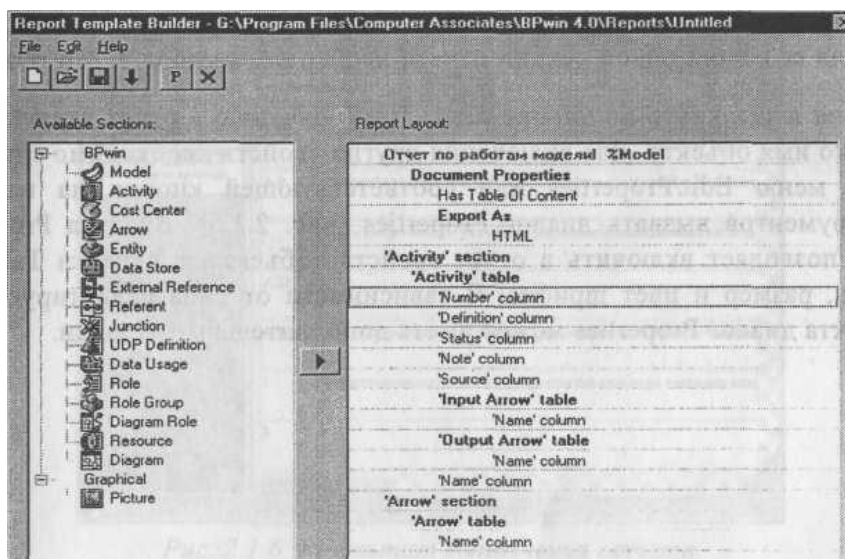 Report Template Builder - G:\Program Files\Computer Associates\BPwin 4.0\Reports\Untitled
File Edit Help
P
Available Sections:
BPwin
Model
Activity
Cost Center
Arrow
Entity
Data Store
External Reference
Referent
Junction
UDP Definition
Data Usage
Role
Role Group
Diagram Role
Resource
Diagram
Graphical
Picture
Report Layout:
Отчет по работам модели %Model
Document Properties
Has Table Of Content
Export As
HTML
'Activity' section
'Activity' table
'Number' column
'Definition' column
'Status' column
'Note' column
'Source' column
'Input Arrow' table
'Name' column
'Output Arrow' table
'Name' column
'Name' column
'Arrow' section
'Arrow' table
'Name' column